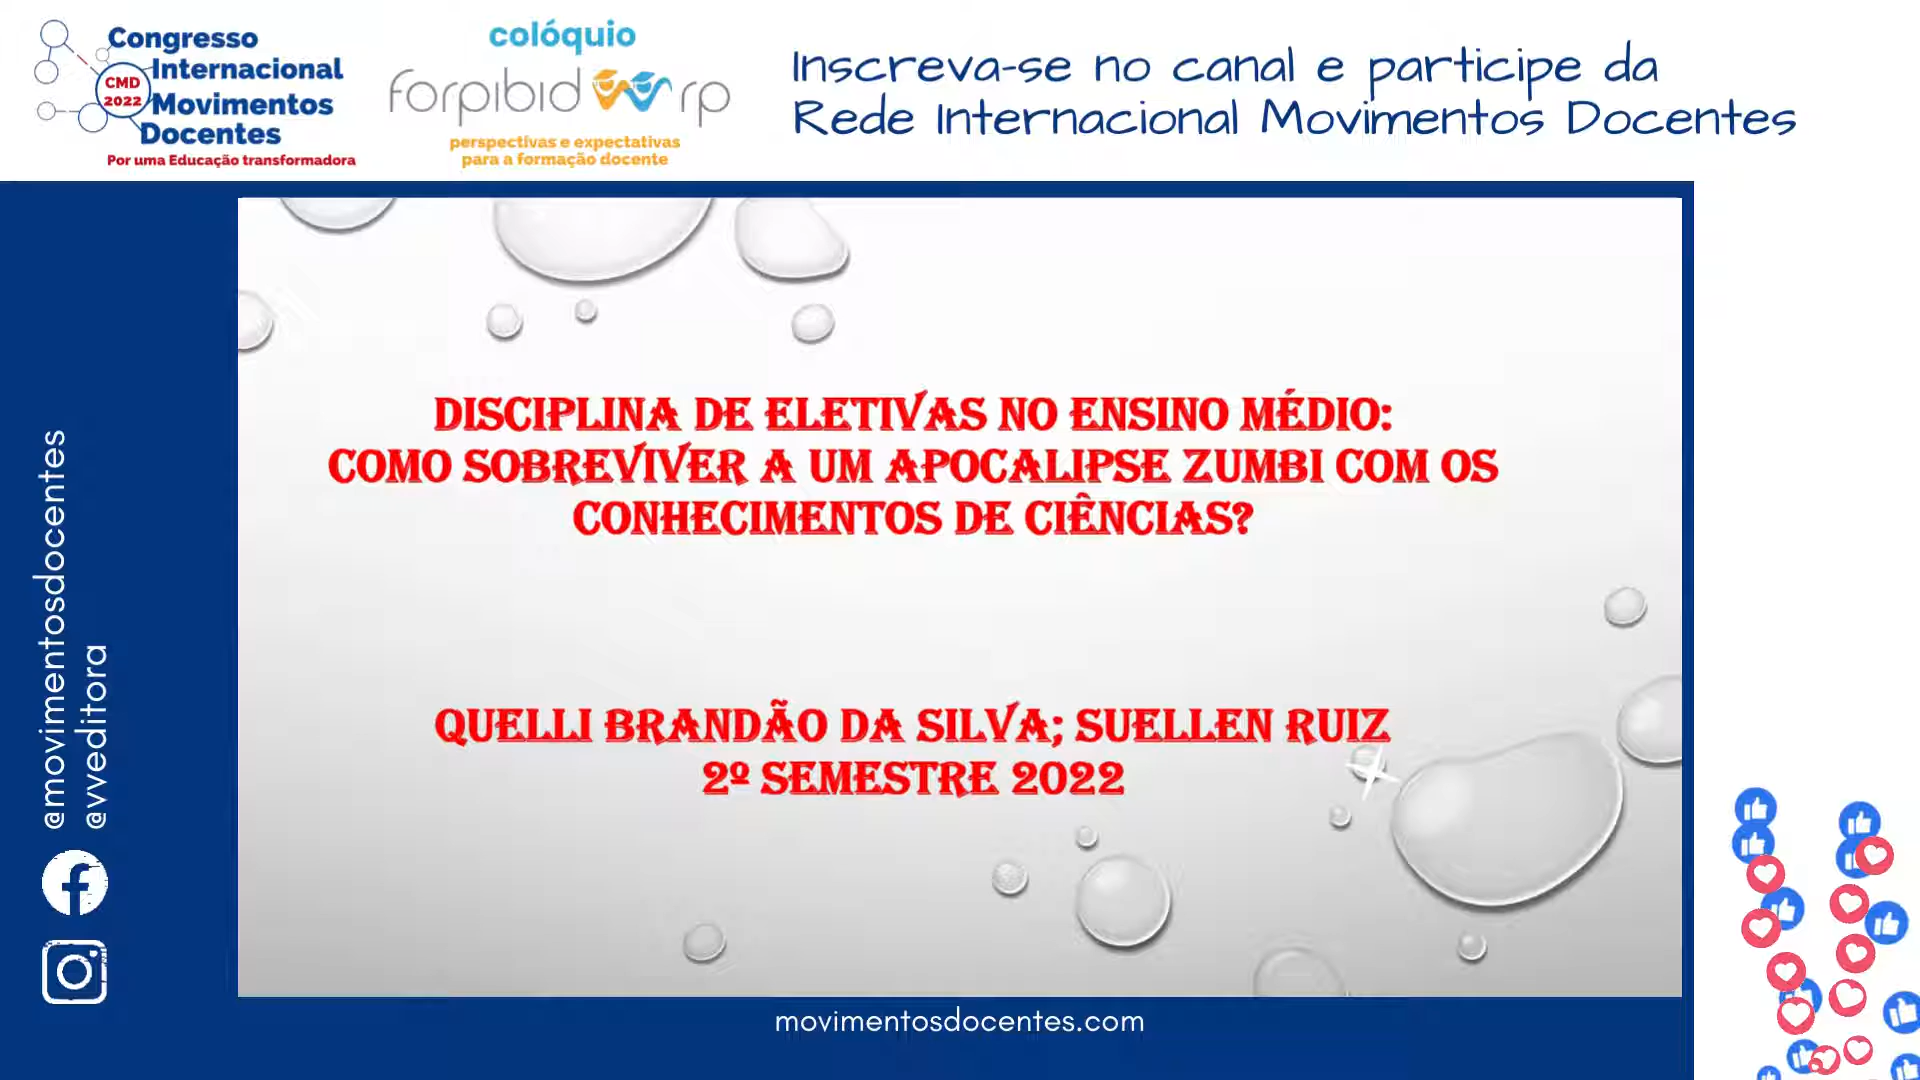 Congresso
Internacional
CMD
2022
Movimentos
Docentes
Por uma Educação transformadora
colóquio
forpibid rp
perspectivas e expectativas
para a formação docente
Inscreva-se no canal e participe da
Rede Internacional Movimentos Docentes
DISCIPLINA DE ELETIVAS NO ENSINO MÉDIO:
COMO SOBREVIVER A UM APOCALIPSE ZUMBI COM OS
CONHECIMENTOS DE CIÊNCIAS?
QUELLI BRANDÃO DA SILVA; SUELLEN RUIZ
2º SEMESTRE 2022
@movimentosdocentes
@vveditora
movimentosdocentes.com